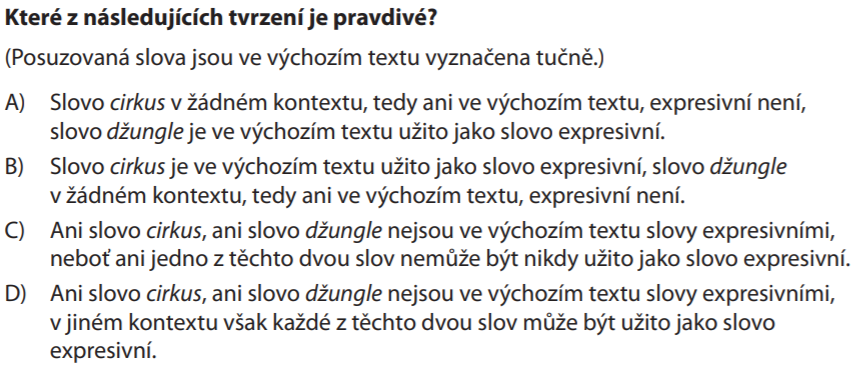 Které z následujících tvrzení je pravdivé?
(Posuzovaná slova jsou ve výchozím textu vyznačena tučně.)
A) Slovo cirkus v žádném kontextu, tedy ani ve výchozím textu, expresivní není,
slovo džungle je ve výchozím textu užito jako slovo expresivní.
B) Slovo cirkus je ve výchozím textu užito jako slovo expresivní, slovo džungle
v žádném kontextu, tedy ani ve výchozím textu, expresivní není.
C) Ani slovo cirkus, ani slovo džungle nejsou ve výchozím textu slovy expresivními,
neboť ani jedno z těchto dvou slov nemůže být nikdy užito jako slovo expresivní.
D) Ani slovo cirkus, ani slovo džungle nejsou ve výchozím textu slovy expresivními,
v jiném kontextu však každé z těchto dvou slov může být užito jako slovo
expresivní.